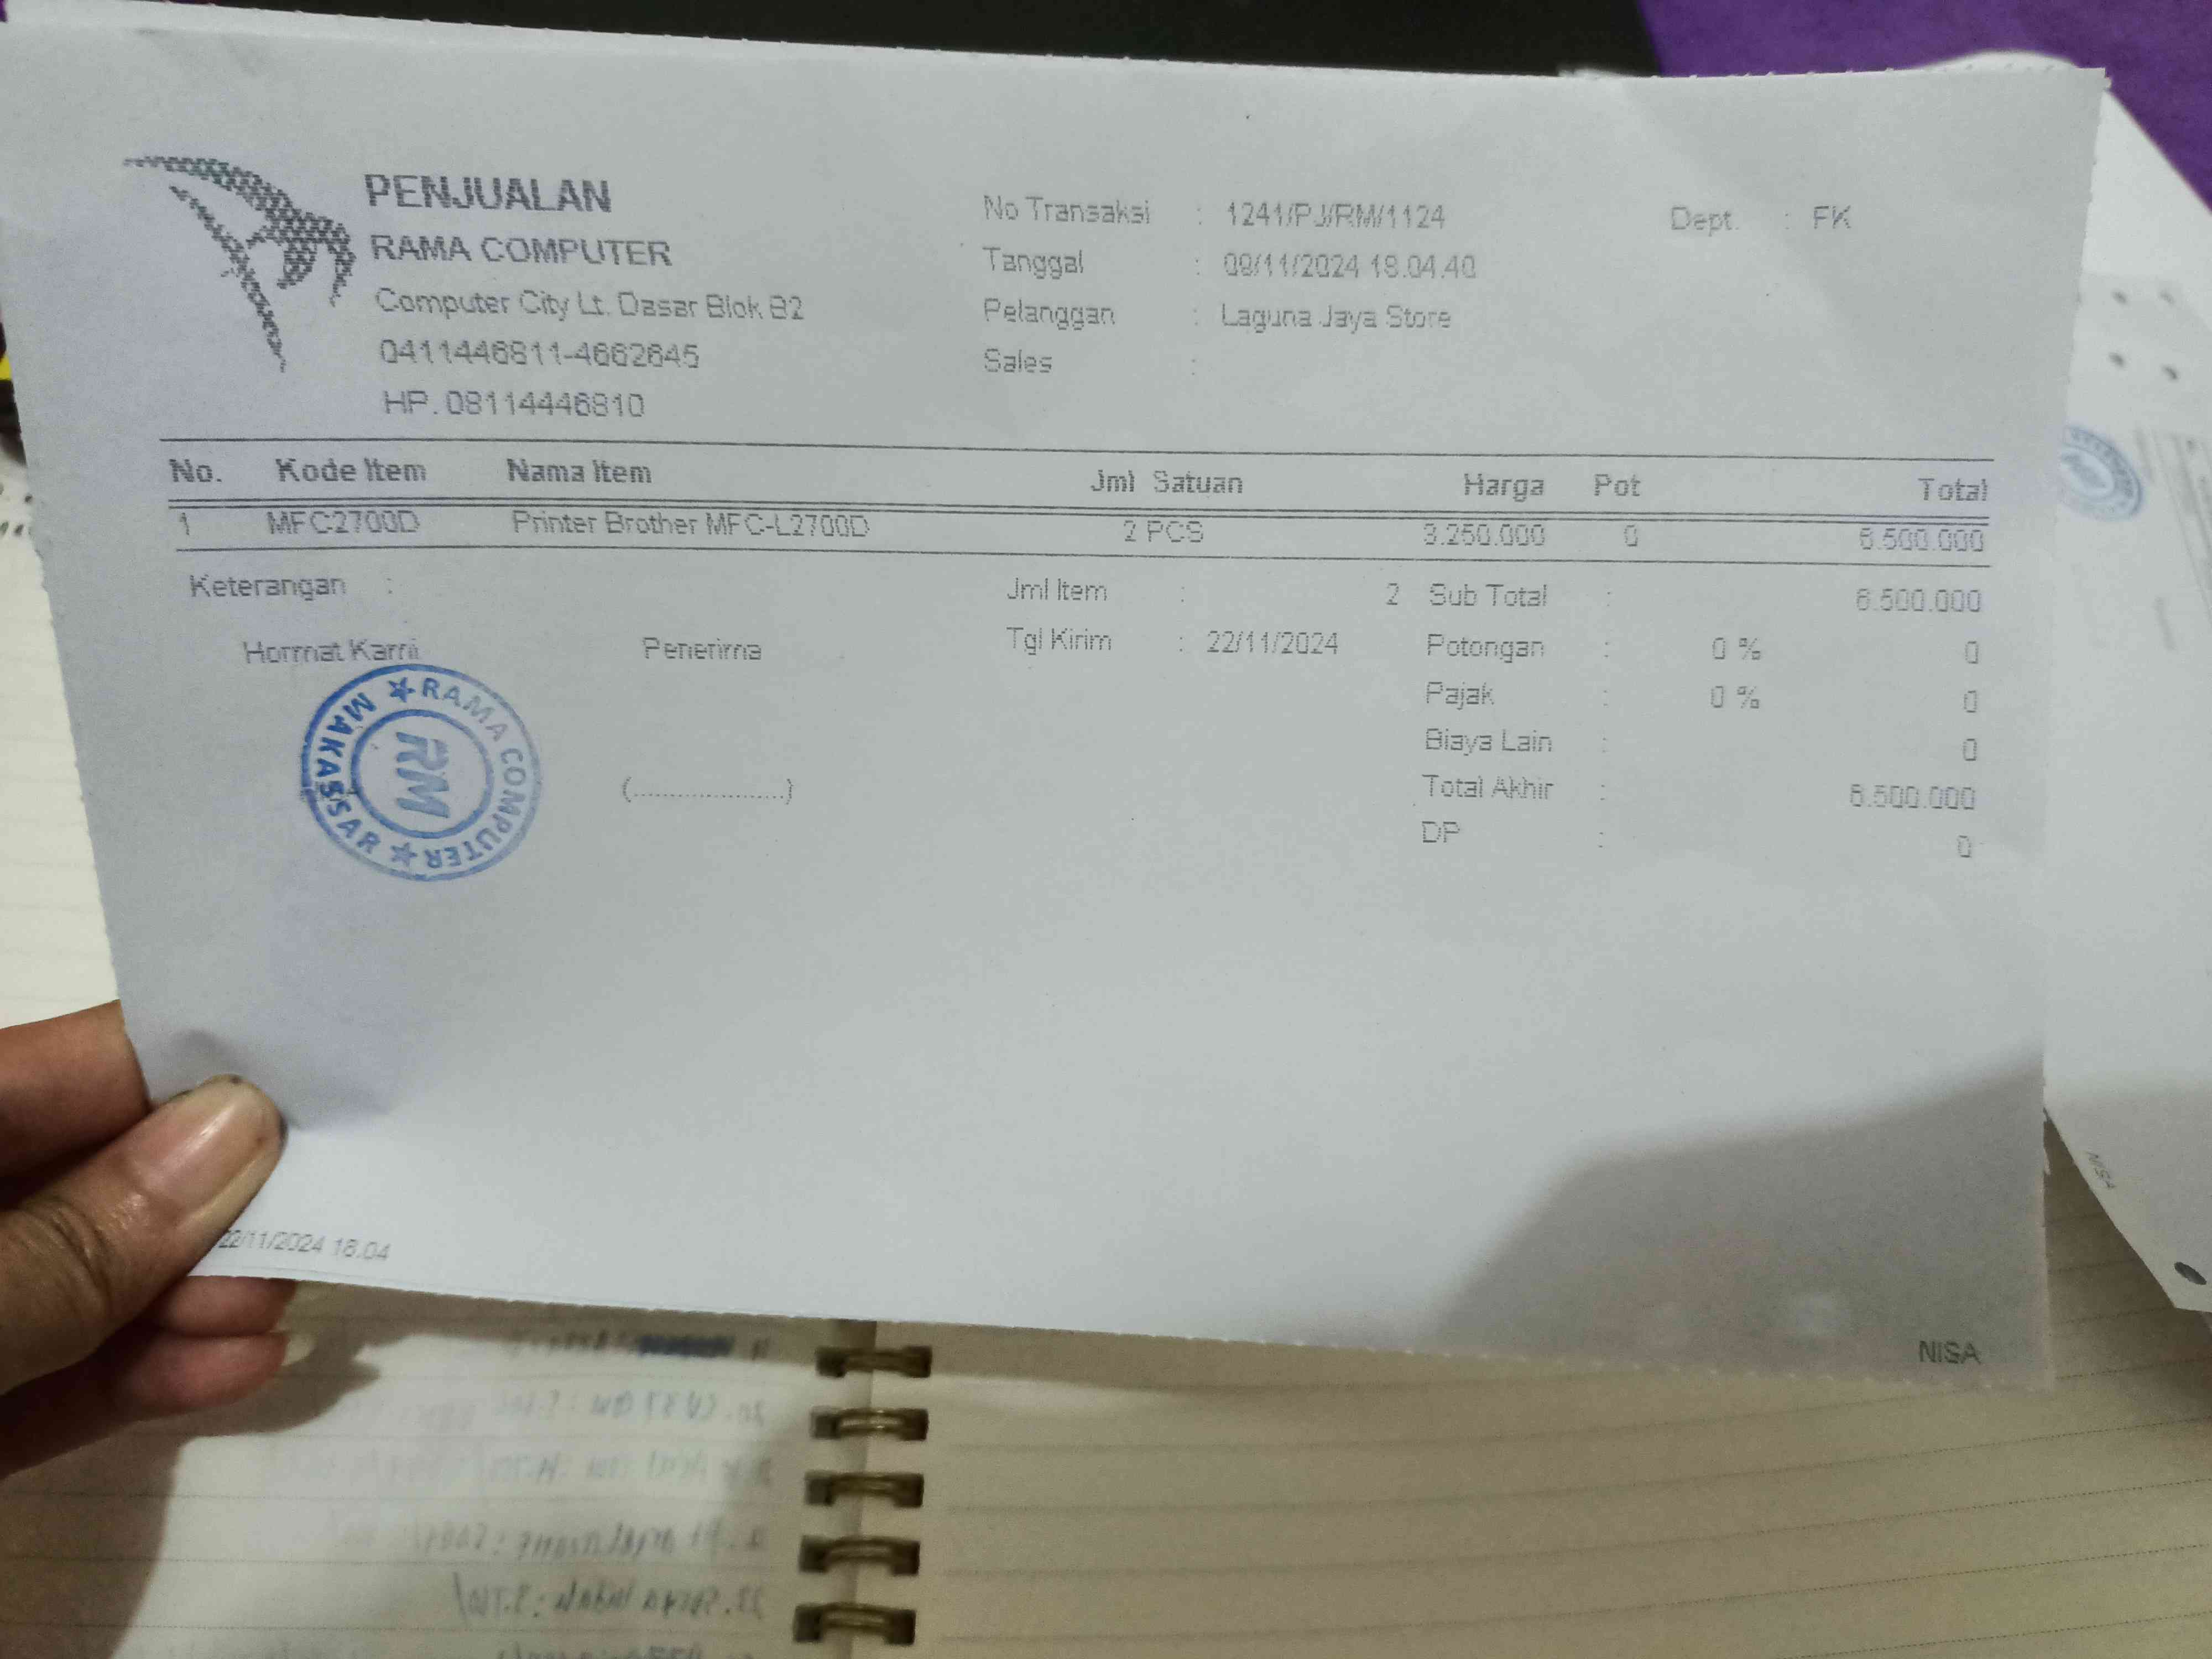 PENJUALAN
RAMA COMPUTER
Computer City Lt. Dasar Blok B2
0411446811-4662645
HP. 08114446810
No Transaksi : 1241/PJ/RM/1124
Tanggal : 09/11/2024 18.04.40
Pelanggan : Laguna Jaya Store
Sales :
Dept. : FK
No. Kode Item Nama Item Jml Satuan Harga Pot Total
1 MFC2700D Printer Brother MFC-L2700D 2 PCS 3.250.000 0 6.500.000
Keterangan :
Hormat Kami
Penerima
(........................)
RAMA COMPUTER
MAKASSAR
RM
Jml Item : 2
Tgl Kirim : 22/11/2024
Sub Total : 6.500.000
Potongan : 0 % 0
Pajak : 0 % 0
Biaya Lain : 0
Total Akhir : 6.500.000
DP : 0
22/11/2024 18.04
NISA
NISA